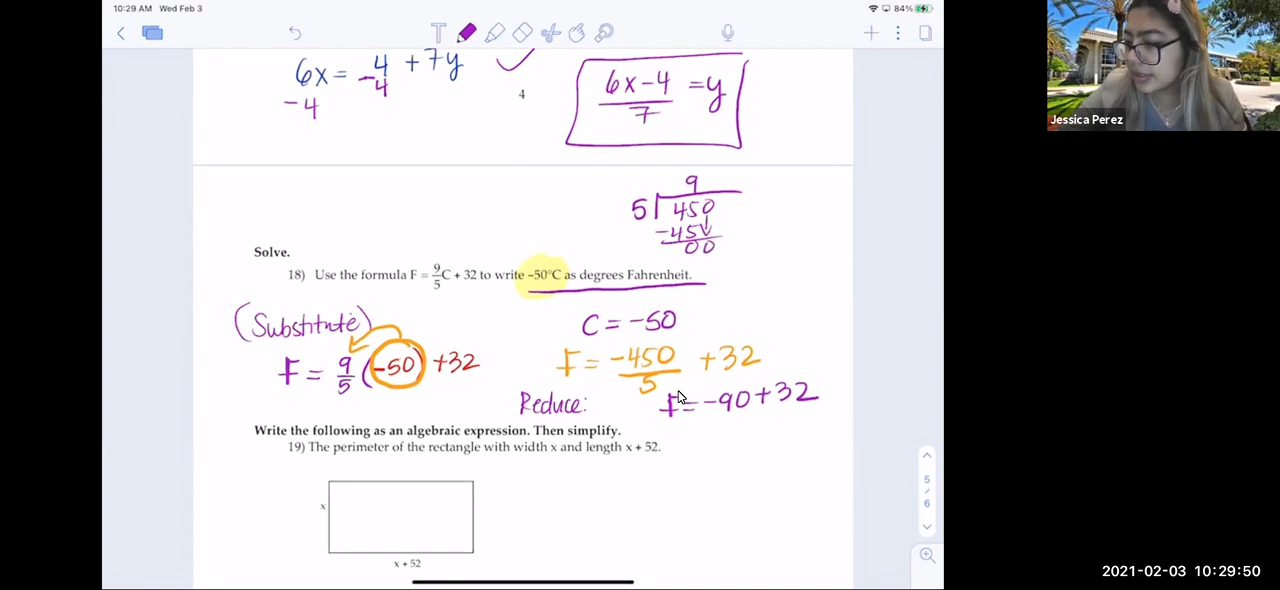 10:29 AM Wed Feb 3
84%
6x = 4 + 7y
-4 -4
6x-4 = y
7
4
Jessica Perez
9
5 450
-45
00
Solve.
18) Use the formula F = 9/5 C + 32 to write -50°C as degrees Fahrenheit.
(Substitute)
C = -50
F = 9/5 (-50) +32
F = -450/5 +32
Reduce: F = -90+32
Write the following as an algebraic expression. Then simplify.
19) The perimeter of the rectangle with width x and length x + 52.
x
x + 52
5
/
6
2021-02-03 10:29:50